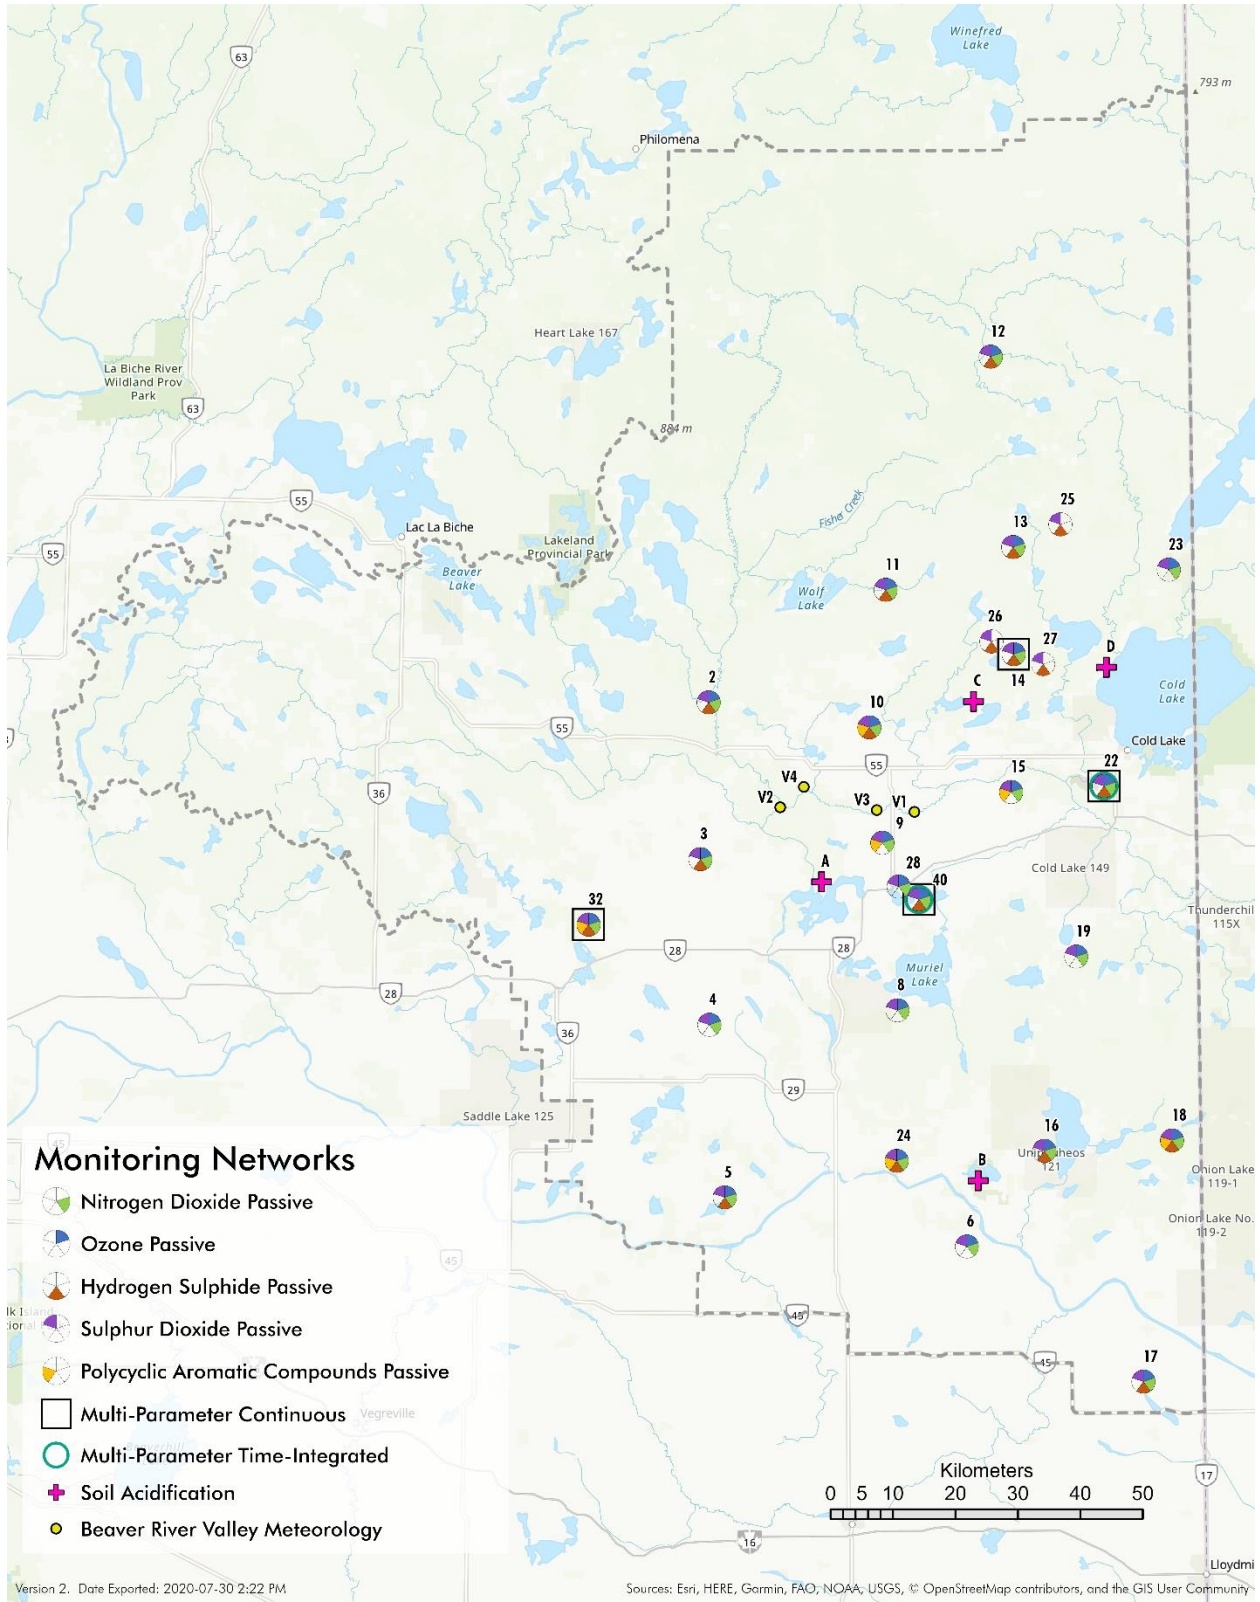 Winefred
Lake
63
793 m
Philomena
Heart Lake 167
12
La Biche River
Wildland Prov
Park
63
884 m
55
25
Fisher Creek
13
Lac La Biche
Lakeland
Provincial Park
23
55
11
Beaver
Lake
Wolf
Lake
26
27
D
2
C
14
Cold
Lake
10
55
Cold Lake
55
22
15
V4
36
V2
V3
V1
9
3
A
28
Cold Lake 149
40
32
Thunderchil
115X
19
28
28
Muriel
Lake
8
28
4
36
29
Saddle Lake 125
18
16
45
24
B
121
Onion Lake
119-1
5
6
Onion Lake No.
119-2
45
45
45
17
Monitoring Networks
Nitrogen Dioxide Passive
Ozone Passive
Hydrogen Sulphide Passive
Sulphur Dioxide Passive
Polycyclic Aromatic Compounds Passive
Multi-Parameter Continuous
Vegreville
Multi-Parameter Time-Integrated
Soil Acidification
Beaver River Valley Meteorology
Kilometers
0 5 10 20 30 40 50
17
16
Lloydmi
Version 2. Date Exported: 2020-07-30 2:22 PM
Sources: Esri, HERE, Garmin, FAO, NOAA, USGS, © OpenStreetMap contributors, and the GIS User Community